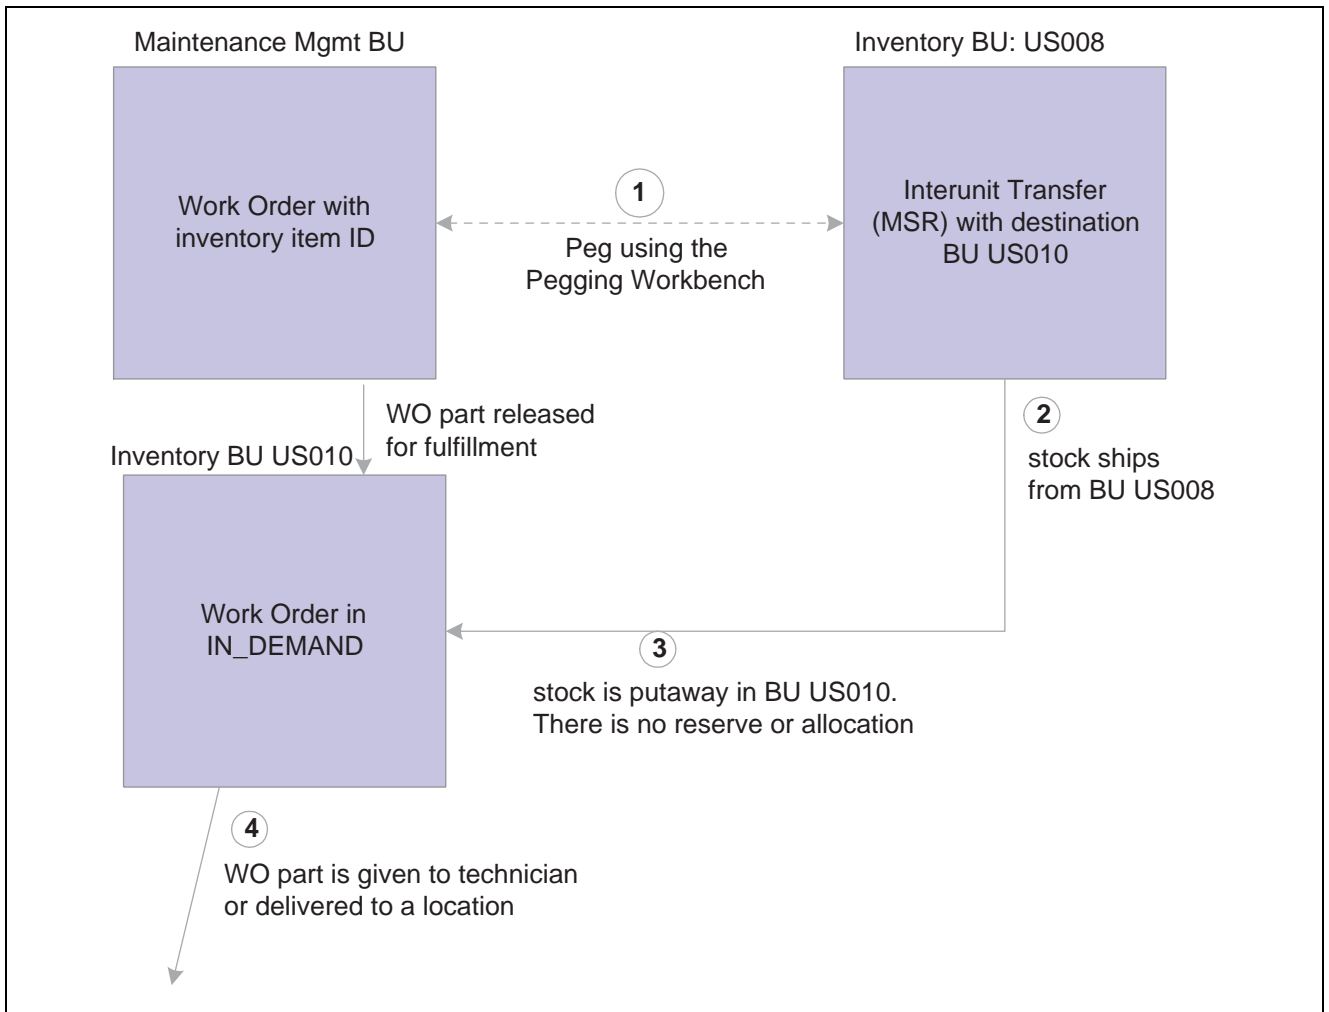 Maintenance Mgmt BU
Inventory BU: US008
Work Order with
inventory item ID
1
Peg using the
Pegging Workbench
Interunit Transfer
(MSR) with destination
BU US010
WO part released
for fulfillment
2
stock ships
from BU US008
Inventory BU US010
Work Order in
IN_DEMAND
3
stock is putaway in BU US010.
There is no reserve or allocation
4
WO part is given to technician
or delivered to a location